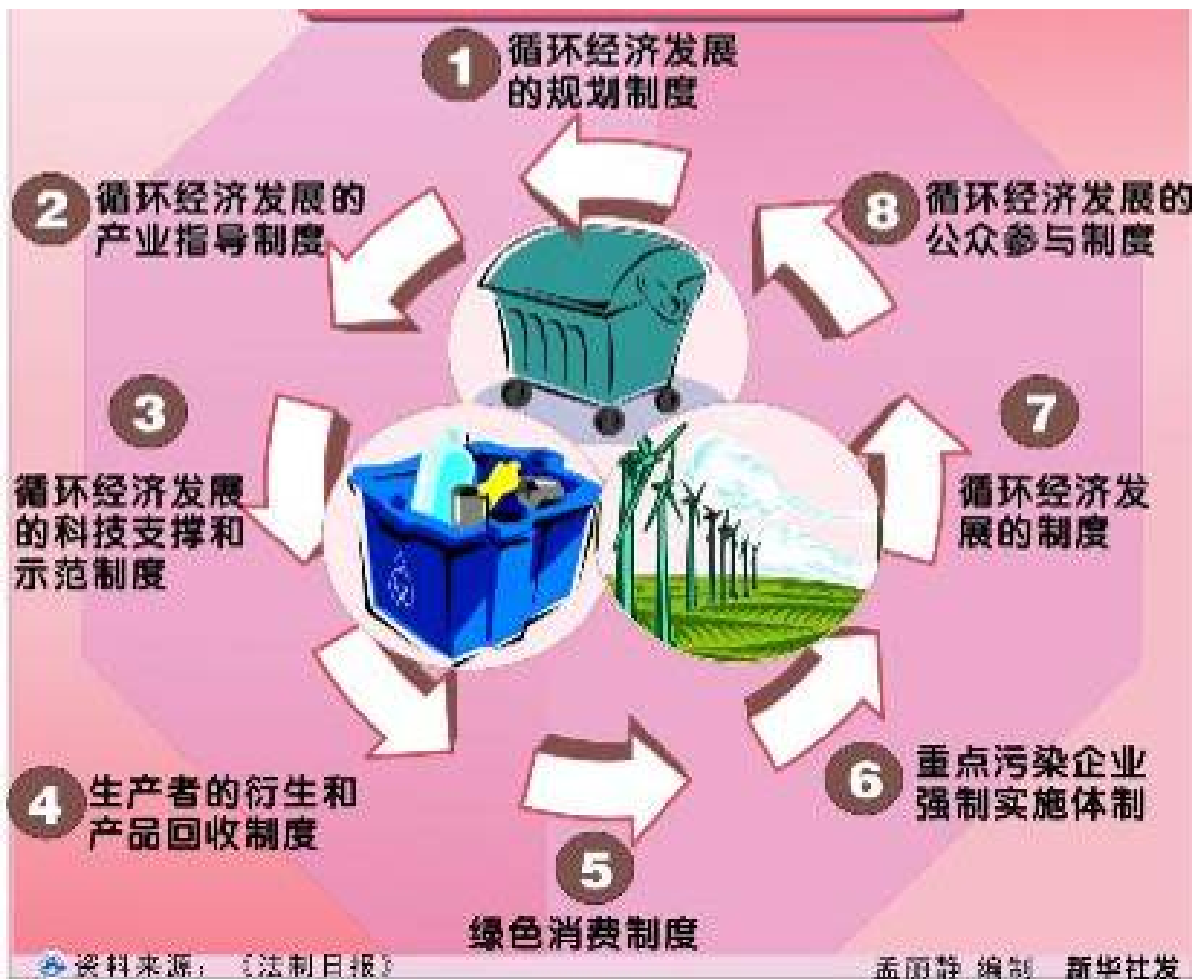 1
循环经济发展
的规划制度
2
循环经济发展的
产业指导制度
3
循环经济发展
的科技支撑和
示范制度
4
生产者的衍生和
产品回收制度
5
绿色消费制度
6
重点污染企业
强制实施体制
7
循环经济发
展的制度
8
循环经济发展的
公众参与制度
资料来源：《法制日报》
孟丽静 编制 新华社发